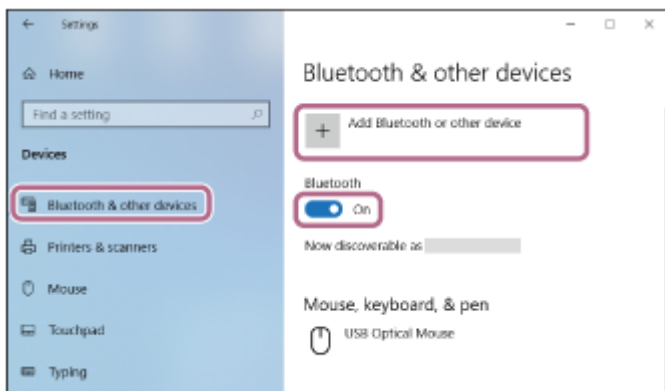 Settings
Home
Find a setting
Devices
Bluetooth & other devices
Printers & scanners
Mouse
Touchpad
Typing
Bluetooth & other devices
Add Bluetooth or other device
Bluetooth
On
Now discoverable as
Mouse, keyboard, & pen
USB Optical Mouse